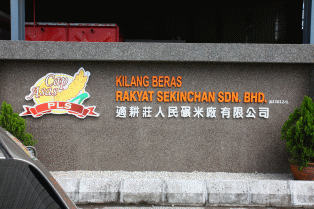 Cap
Asas
PLS
KILANG BERAS
RAKYAT SEKINCHAN SDN. BHD.
適耕莊人民碾米廠有限公司